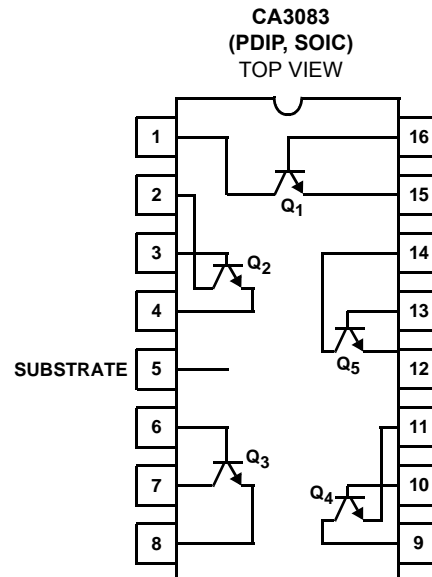 CA3083
(PDIP, SOIC)
TOP VIEW
1
16
2
Q1
15
3
Q2
14
4
13
SUBSTRATE 5
Q5
12
6
11
Q3
7
Q4
10
8
9